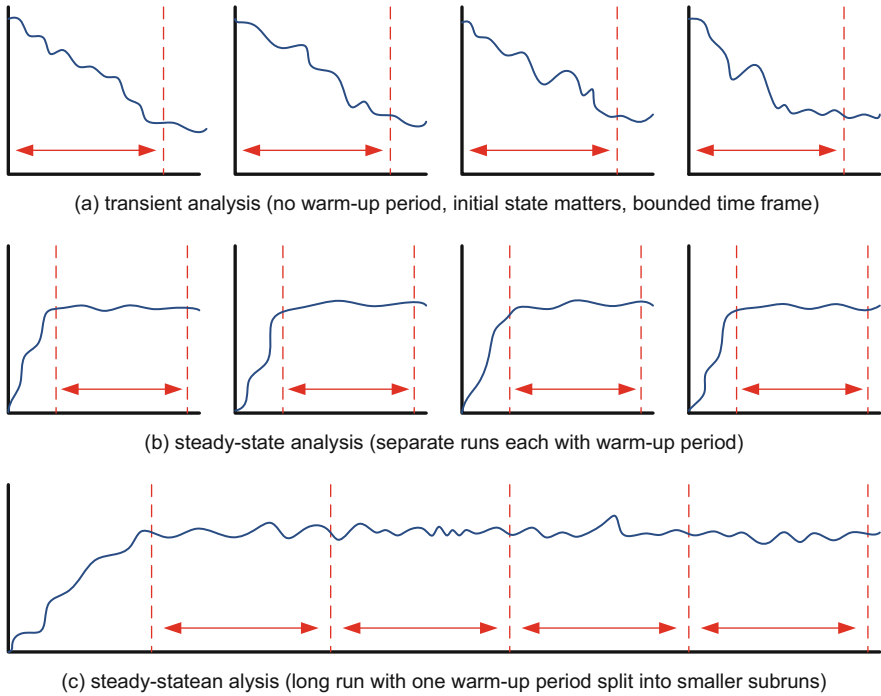 (a) transient analysis (no warm-up period, initial state matters, bounded time frame)
(b) steady-state analysis (separate runs each with warm-up period)
(c) steady-statean alysis (long run with one warm-up period split into smaller subruns)